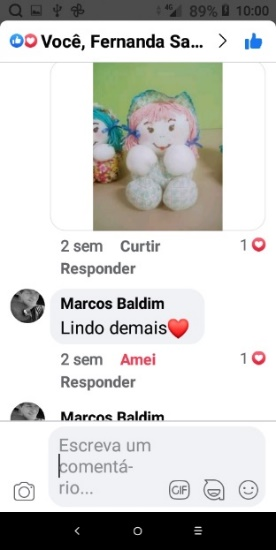 4G 89% 10:00
Você, Fernanda Sa...
2 sem Curtir 1
Responder
Marcos Baldim
Lindo demais❤️
2 sem Amei 1
Responder
Marcos Baldim
Escreva um
comentá-
rio...
GIF